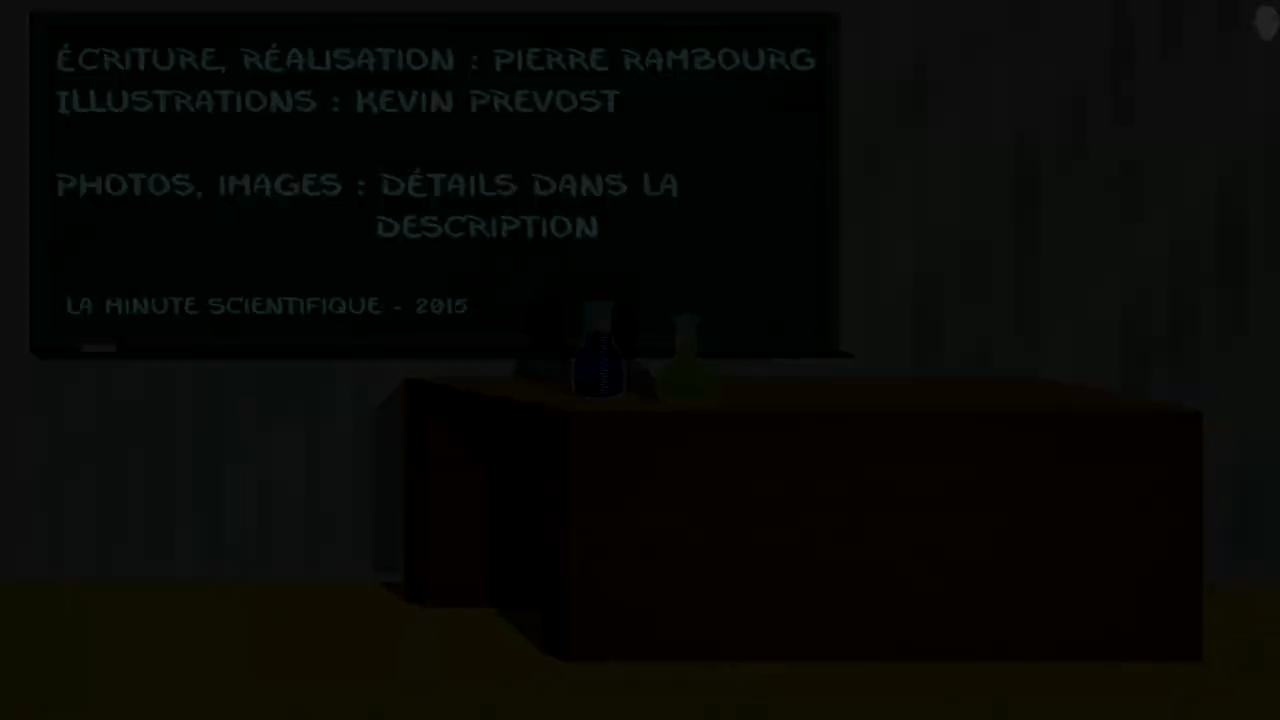 ÉCRITURE, RÉALISATION : PIERRE RAMBOURG
ILLUSTRATIONS : KEVIN PREVOST
PHOTOS, IMAGES : DÉTAILS DANS LA
DESCRIPTION
LA MINUTE SCIENTIFIQUE - 2015